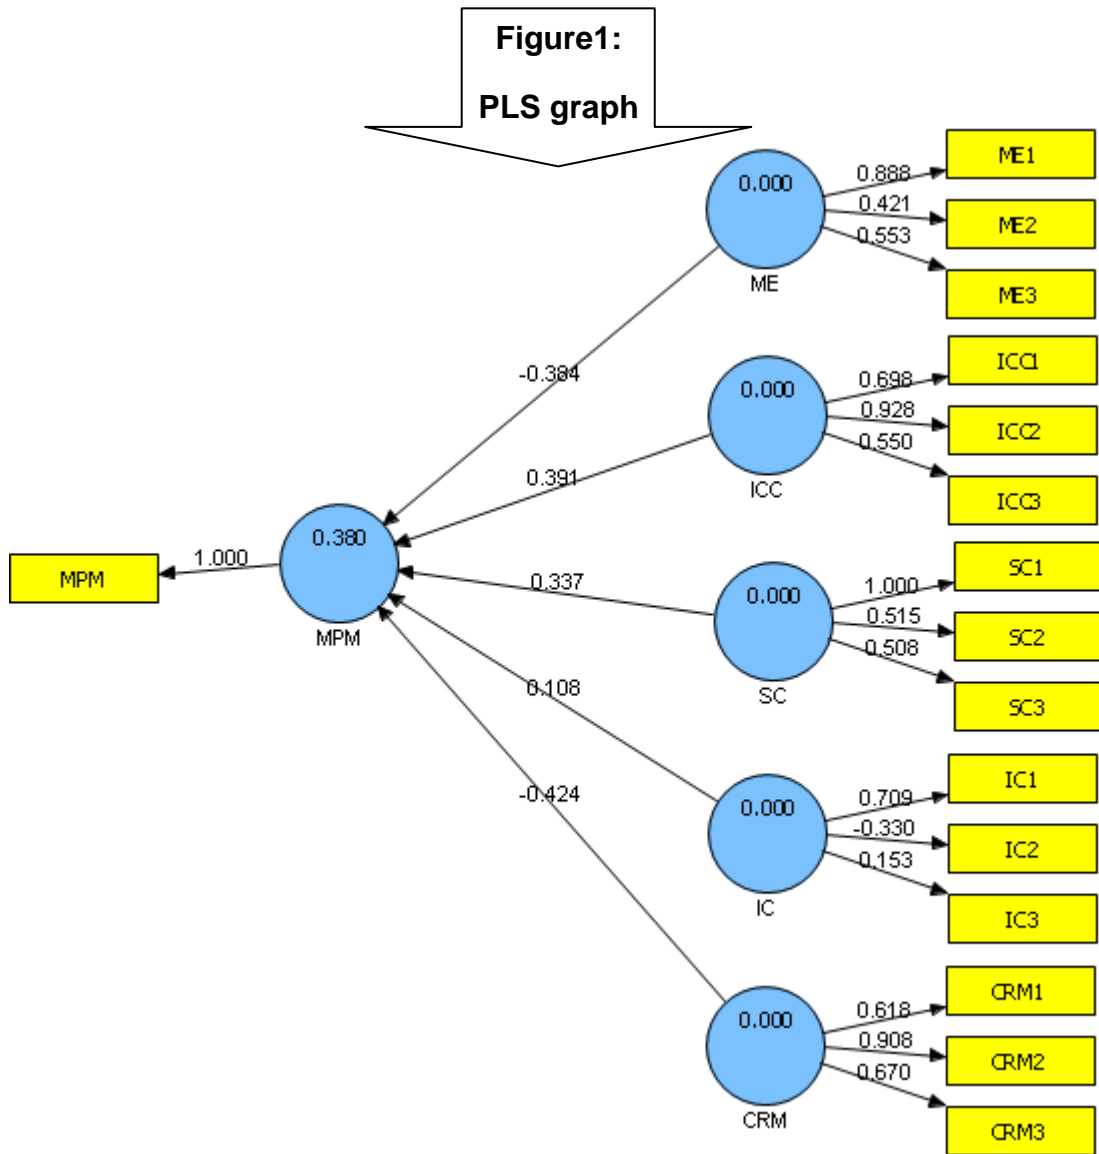 Figure1:
PLS graph
0.000
ME
0.888
0.421
0.553
ME1
ME2
ME3
-0.384
0.000
ICC
0.698
0.928
0.550
ICC1
ICC2
ICC3
0.391
MPM
1.000
0.380
MPM
0.337
0.000
SC
1.000
0.515
0.508
SC1
SC2
SC3
0.108
0.000
IC
0.709
-0.330
0.153
IC1
IC2
IC3
-0.424
0.000
CRM
0.618
0.908
0.670
CRM1
CRM2
CRM3